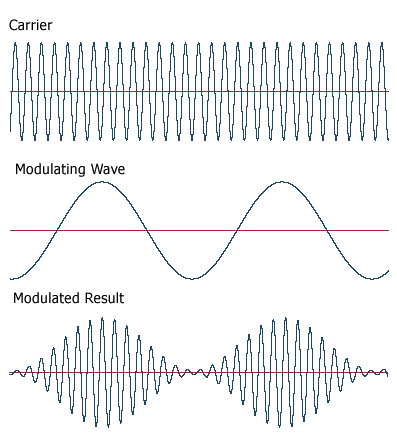 Carrier
Modulating Wave
Modulated Result